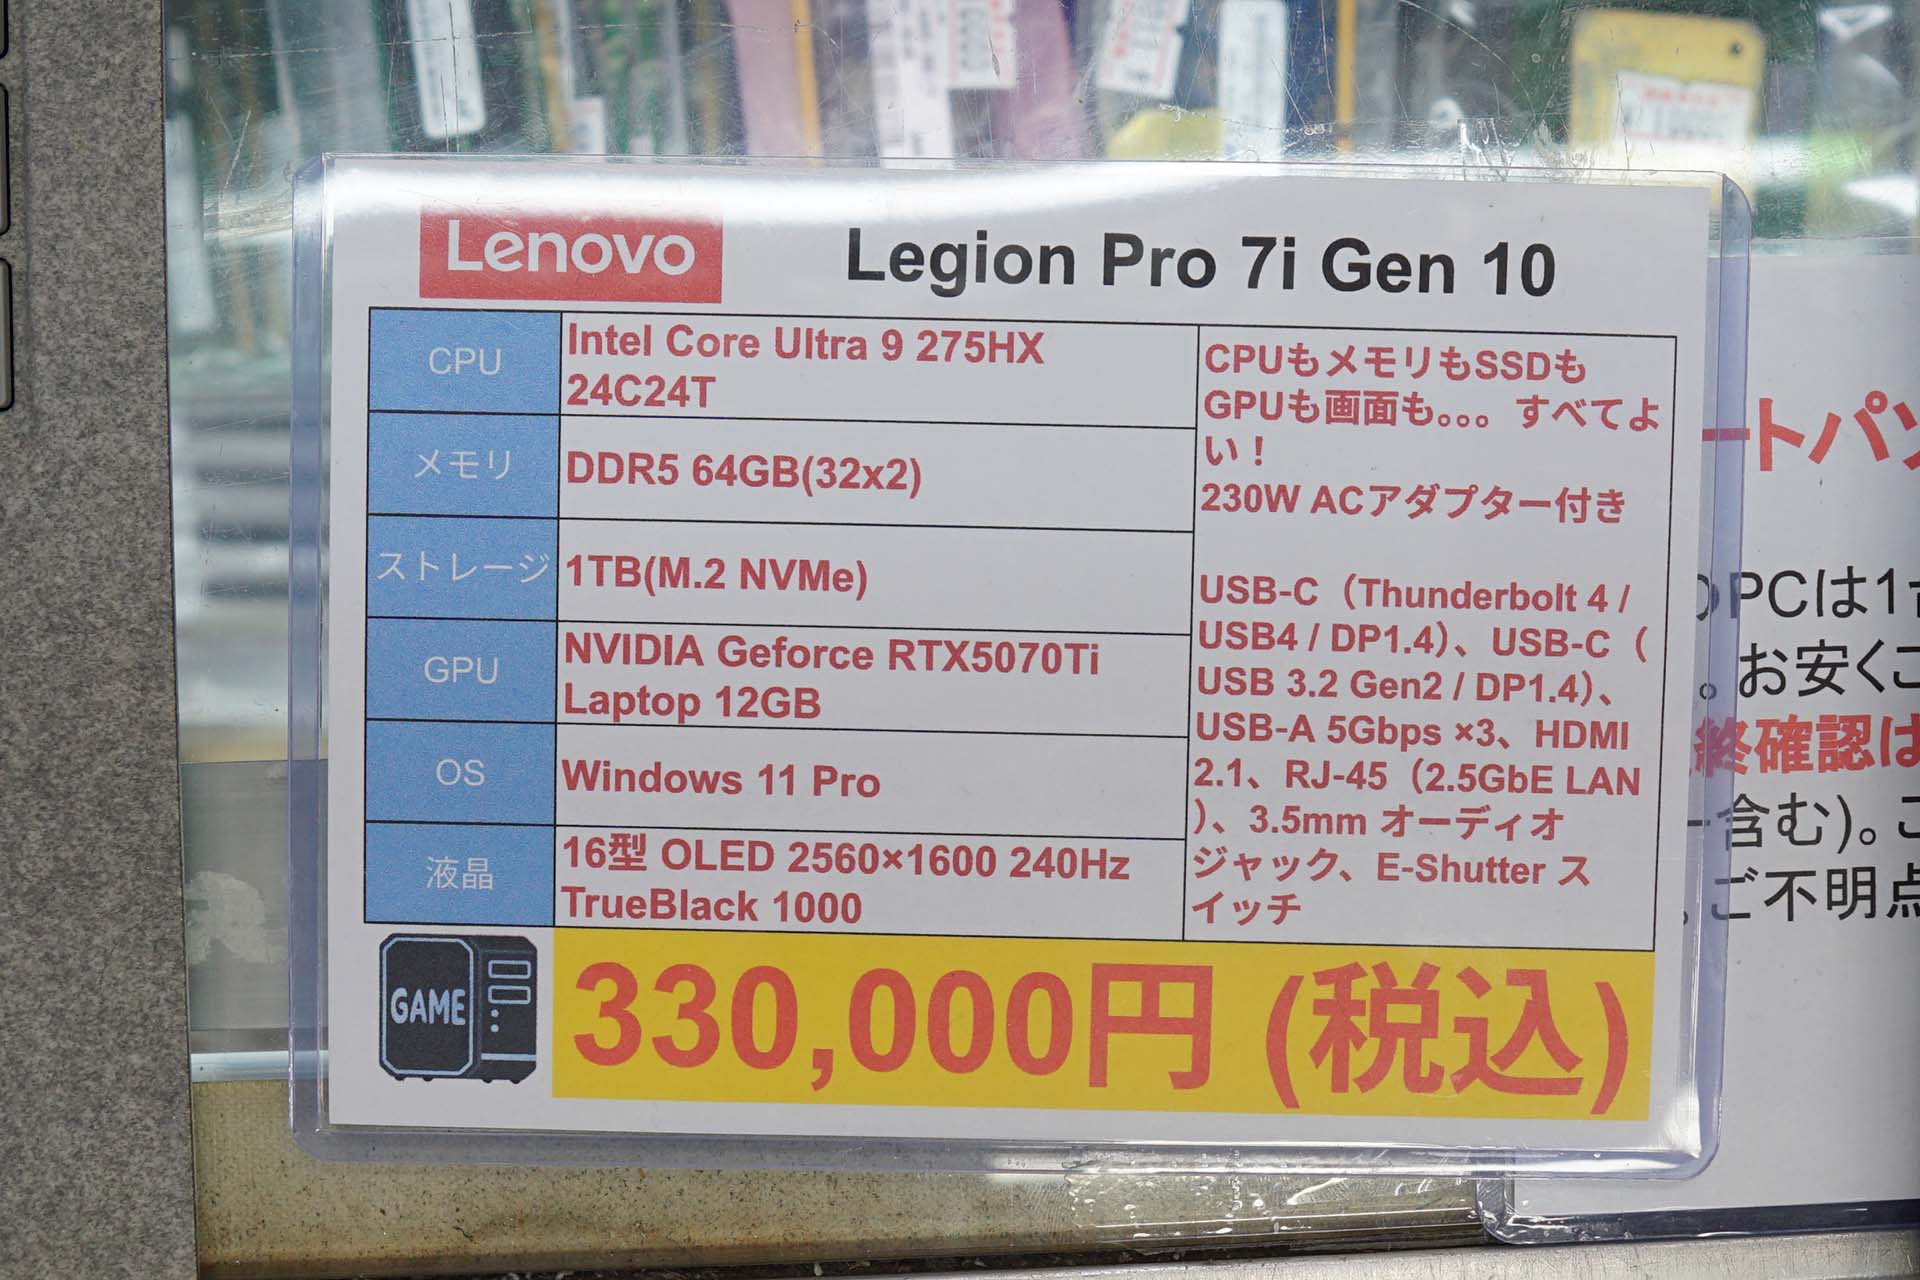 Lenovo
Legion Pro 7i Gen 10
CPU
Intel Core Ultra 9 275HX
24C24T
メモリ
DDR5 64GB(32x2)
ストレージ
1TB(M.2 NVMe)
GPU
NVIDIA Geforce RTX5070Ti
Laptop 12GB
OS
Windows 11 Pro
液晶
16型 OLED 2560×1600 240Hz
TrueBlack 1000
CPUもメモリもSSDも
GPUも画面も。。。すべてよ
い！
230W ACアダプター付き
USB-C（Thunderbolt 4 /
USB4 / DP1.4）、USB-C（
USB 3.2 Gen2 / DP1.4）、
USB-A 5Gbps ×3、HDMI
2.1、RJ-45（2.5GbE LAN
）、3.5mm オーディオ
ジャック、E-Shutter ス
イッチ
GAME
330,000円 (税込)
ートパソ
のPCは1台
。お安くこ
終確認は
ー含む)。こ
。ご不明点